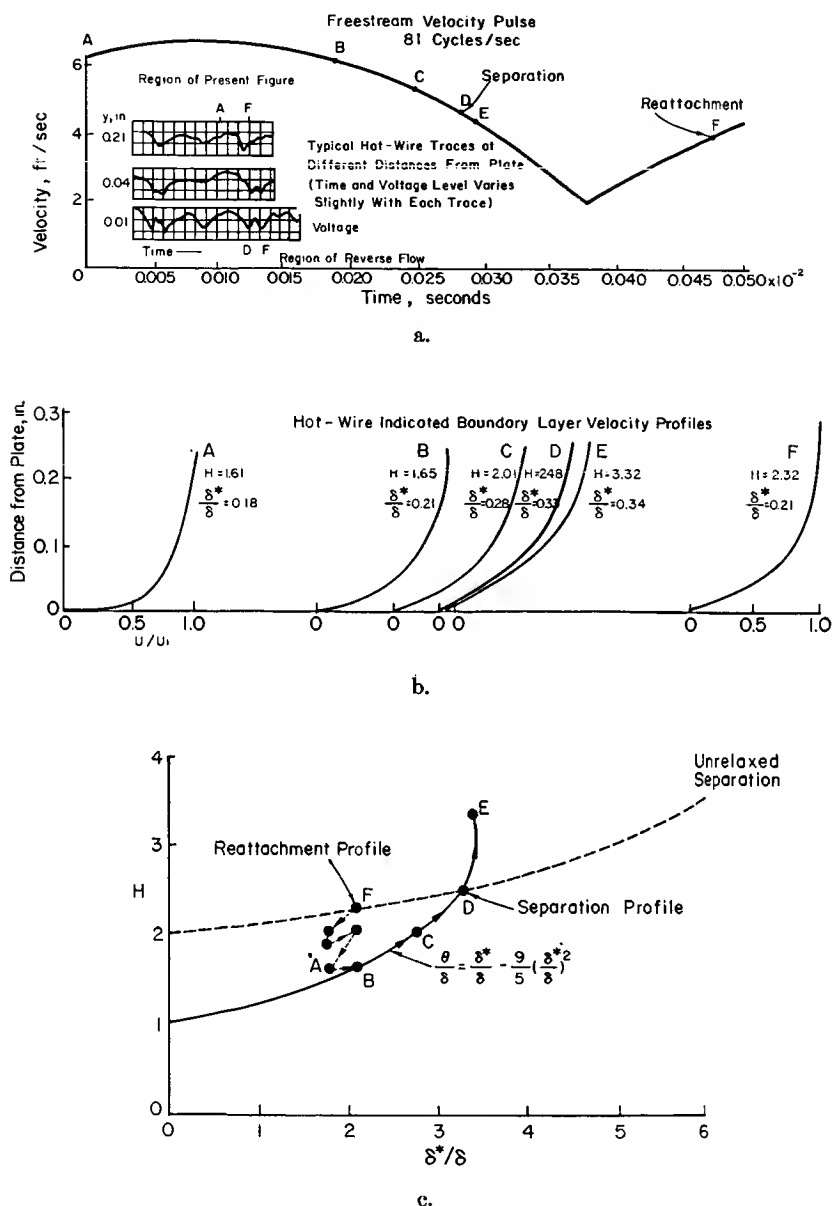 Freestream Velocity Pulse
81 Cycles/sec
A
B
C
D
Separation
E
Reattachment
F
Velocity, ft/sec
6
4
2
0
Region of Present Figure
A F
y, in
0.21
0.04
0.01
Typical Hot-Wire Traces at
Different Distances From Plate
(Time and Voltage Level Varies
Slightly With Each Trace)
Voltage
Time D F
Region of Reverse Flow
0 0.005 0.010 0.015 0.020 0.025 0.030 0.035 0.040 0.045 0.050x10⁻²
Time, seconds
a.
Distance from Plate, in.
0.3
0.2
0.1
0
Hot-Wire Indicated Boundary Layer Velocity Profiles
A B C D E F
H=1.61 H=1.65 H=2.01 H=2.48 H=3.32 H=2.32
δ*/δ=0.18 δ*/δ=0.21 δ*/δ=0.28 δ*/δ=0.33 δ*/δ=0.34 δ*/δ=0.21
0 0.5 1.0 0 0 0 0 0 0.5 1.0
U/U₁
b.
4
3
H
2
1
0
Unrelaxed
Separation
E
Reattachment Profile
F
D
Separation Profile
C
A
B
θ/δ = δ*/δ - 9/5(δ*/δ)²
0 1 2 3 4 5 6
δ*/δ
c.